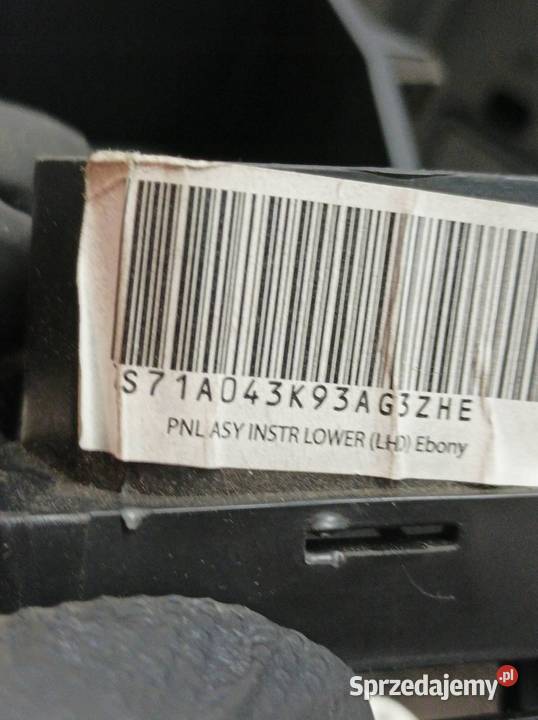 S71A043K93AG3ZHE
PNL ASY INSTR LOWER (LHD) Ebony
Sprzedajemy.pl